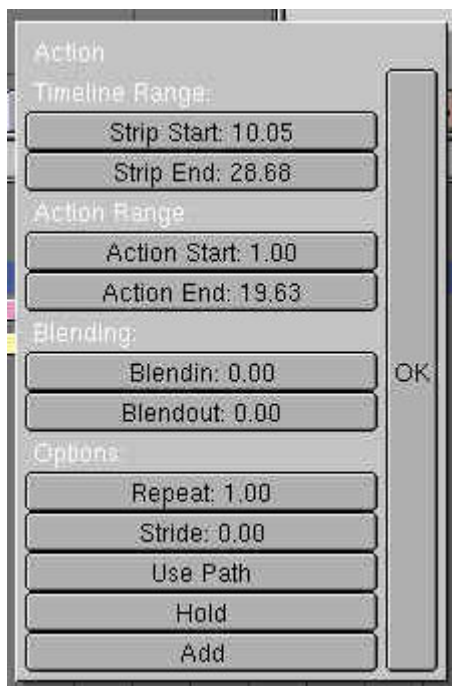 Action
Timeline Range:
Strip Start: 10.05
Strip End: 28.68
Action Range:
Action Start: 1.00
Action End: 19.63
Blending:
Blendin: 0.00
Blendout: 0.00
OK
Options:
Repeat: 1.00
Stride: 0.00
Use Path
Hold
Add